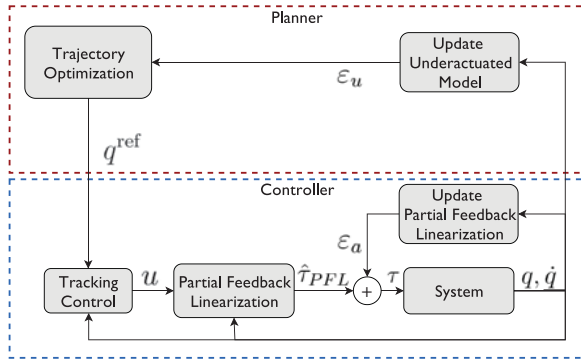 Planner
Trajectory
Optimization
Update
Underactuated
Model
ε_u
q^ref
Controller
Update
Partial Feedback
Linearization
ε_a
Tracking
Control
u
Partial Feedback
Linearization
τ̂_PFL
+
τ
System
q, q̇